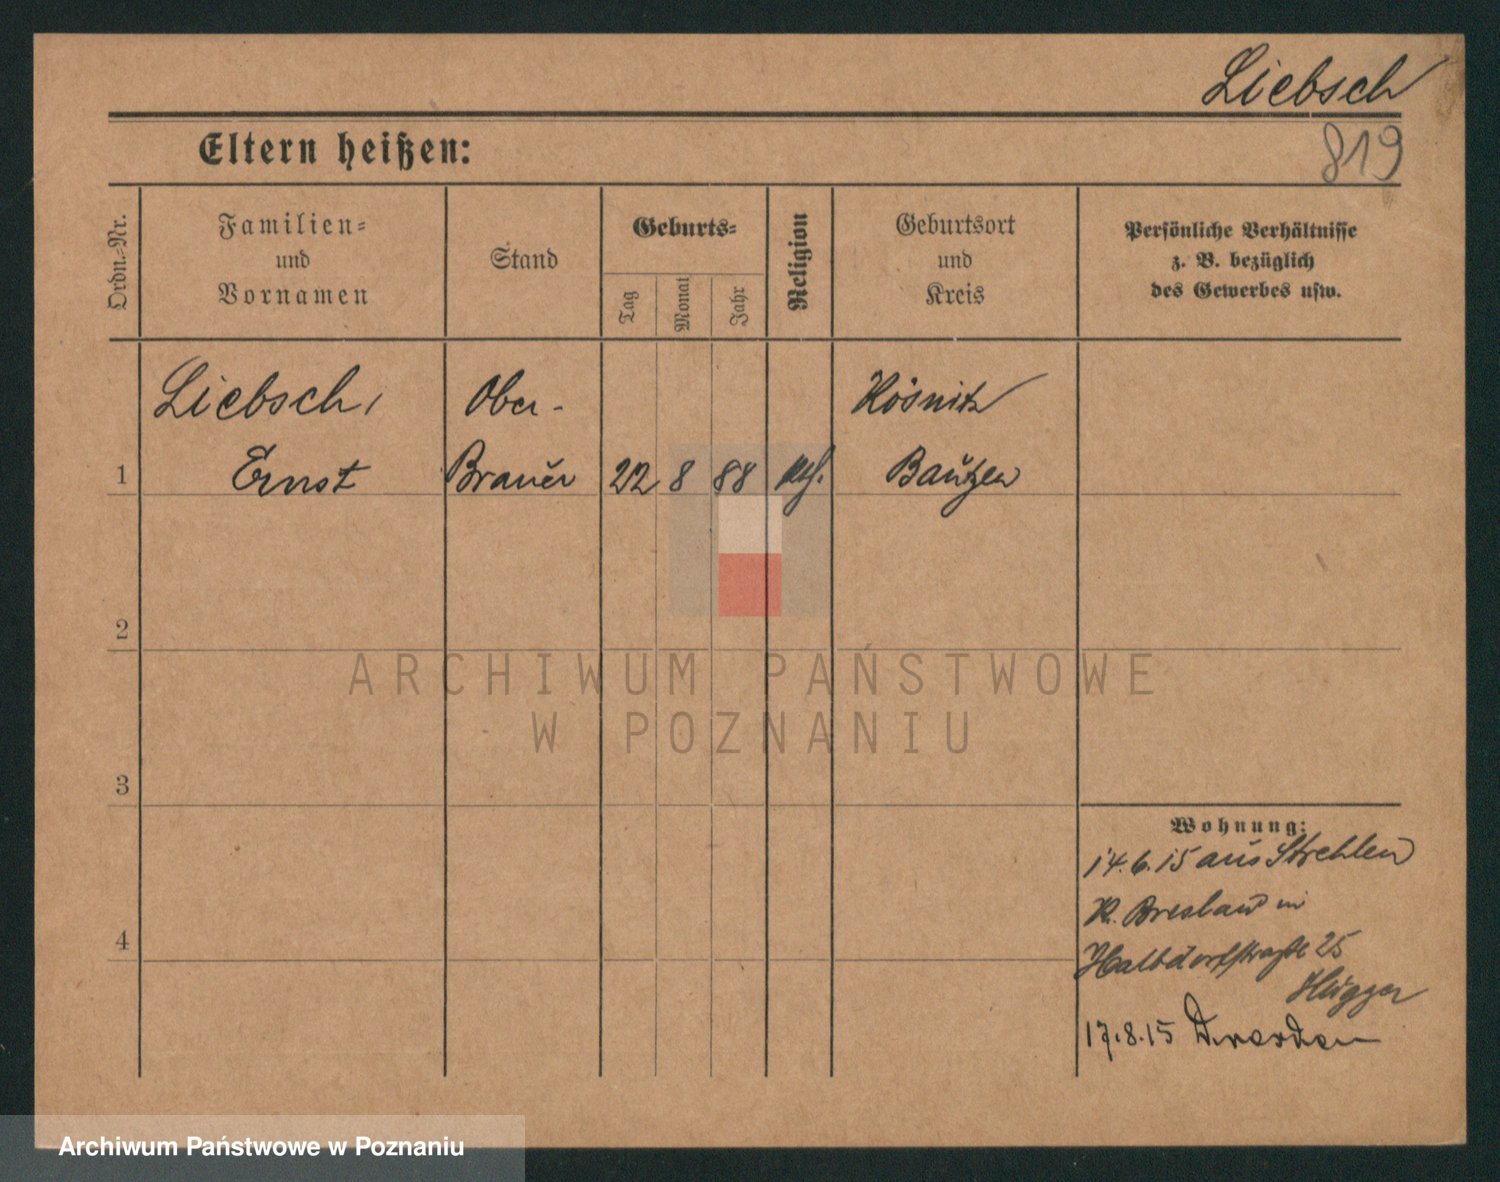 Liebsch
819
Eltern heißen:
Ordn.-Nr.
Familien-
und
Vornamen
Stand
Geburts-
Tag
Monat
Jahr
Religion
Geburtsort
und
Kreis
Persönliche Verhältnisse
z. B. bezüglich
des Gewerbes usw.
Liebsch,
Ober-
1
Ernst
Brauer
22
8
88
Bautzen
2
3
4
ARCHIWUM PAŃSTWOWE
W POZNANIU
Wohnung:
14.6.15 aus Strehlen
Breslau in
Halbdorfstraße 25
Hugger
17.8.15 Dresden
Archiwum Państwowe w Poznaniu